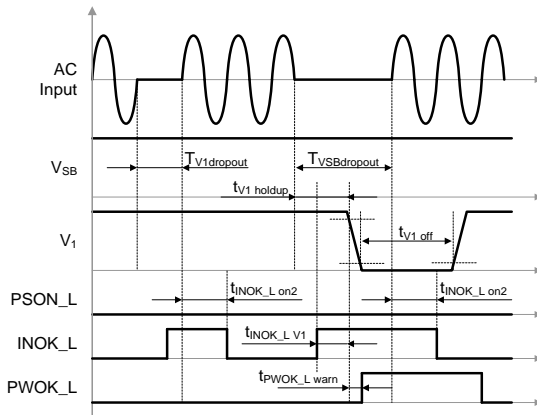 AC
Input
VSB
TV1dropout
TVSBdropout
tV1 holdup
V1
tV1 off
PSON_L
tINOK_L on2
tINOK_L on2
INOK_L
tINOK_L V1
PWOK_L
tPWOK_L warn